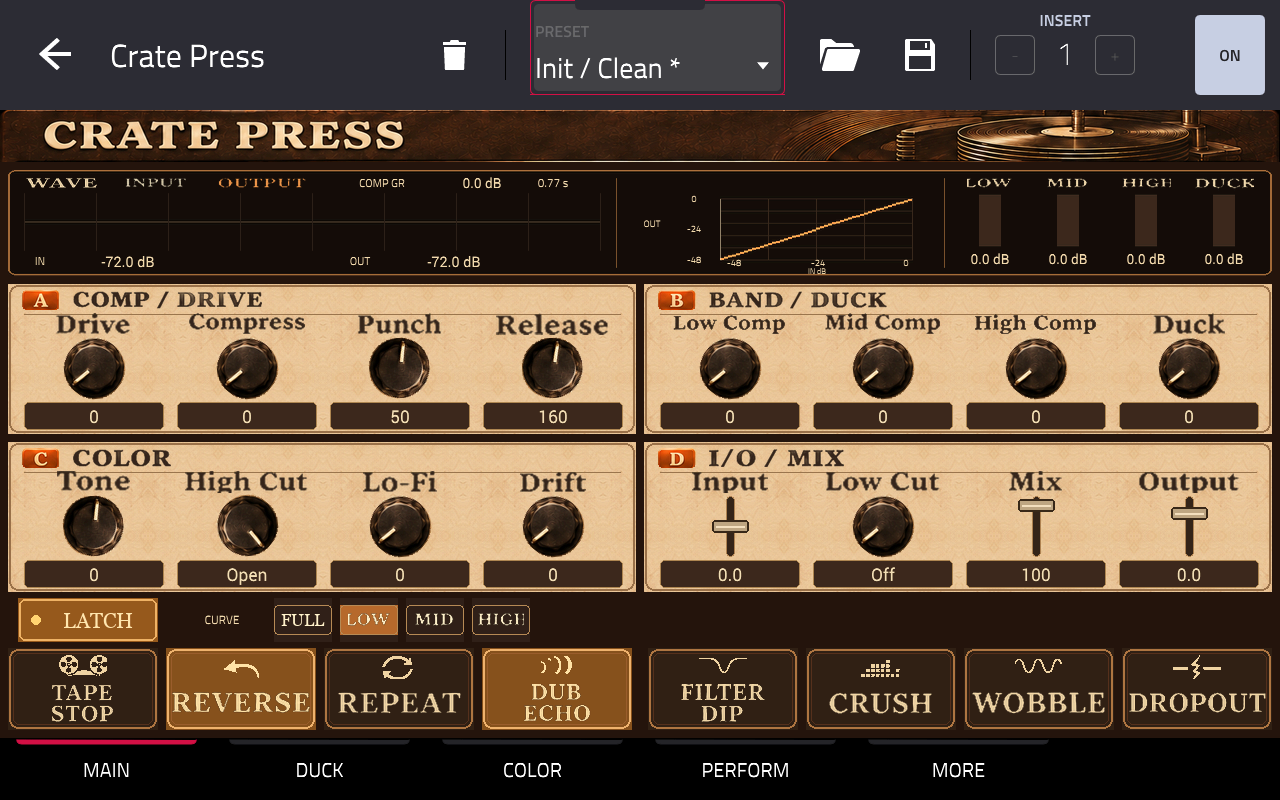 Crate Press
PRESET
Init / Clean *
INSERT
- 1 +
ON
CRATE PRESS
WAVE INPUT OUTPUT COMP GR 0.0 dB 0.77 s
IN -72.0 dB OUT -72.0 dB
OUT
0
-24
-48
-48 -24 0
IN dB
LOW MID HIGH DUCK
0.0 dB 0.0 dB 0.0 dB 0.0 dB
A COMP / DRIVE
Drive Compress Punch Release
0 0 50 160
B BAND / DUCK
Low Comp Mid Comp High Comp Duck
0 0 0 0
C COLOR
Tone High Cut Lo-Fi Drift
0 Open 0 0
D I/O / MIX
Input Low Cut Mix Output
0.0 Off 100 0.0
LATCH CURVE FULL LOW MID HIGH
TAPE STOP
REVERSE
REPEAT
DUB ECHO
FILTER DIP
CRUSH
WOBBLE
DROPOUT
MAIN DUCK COLOR PERFORM MORE